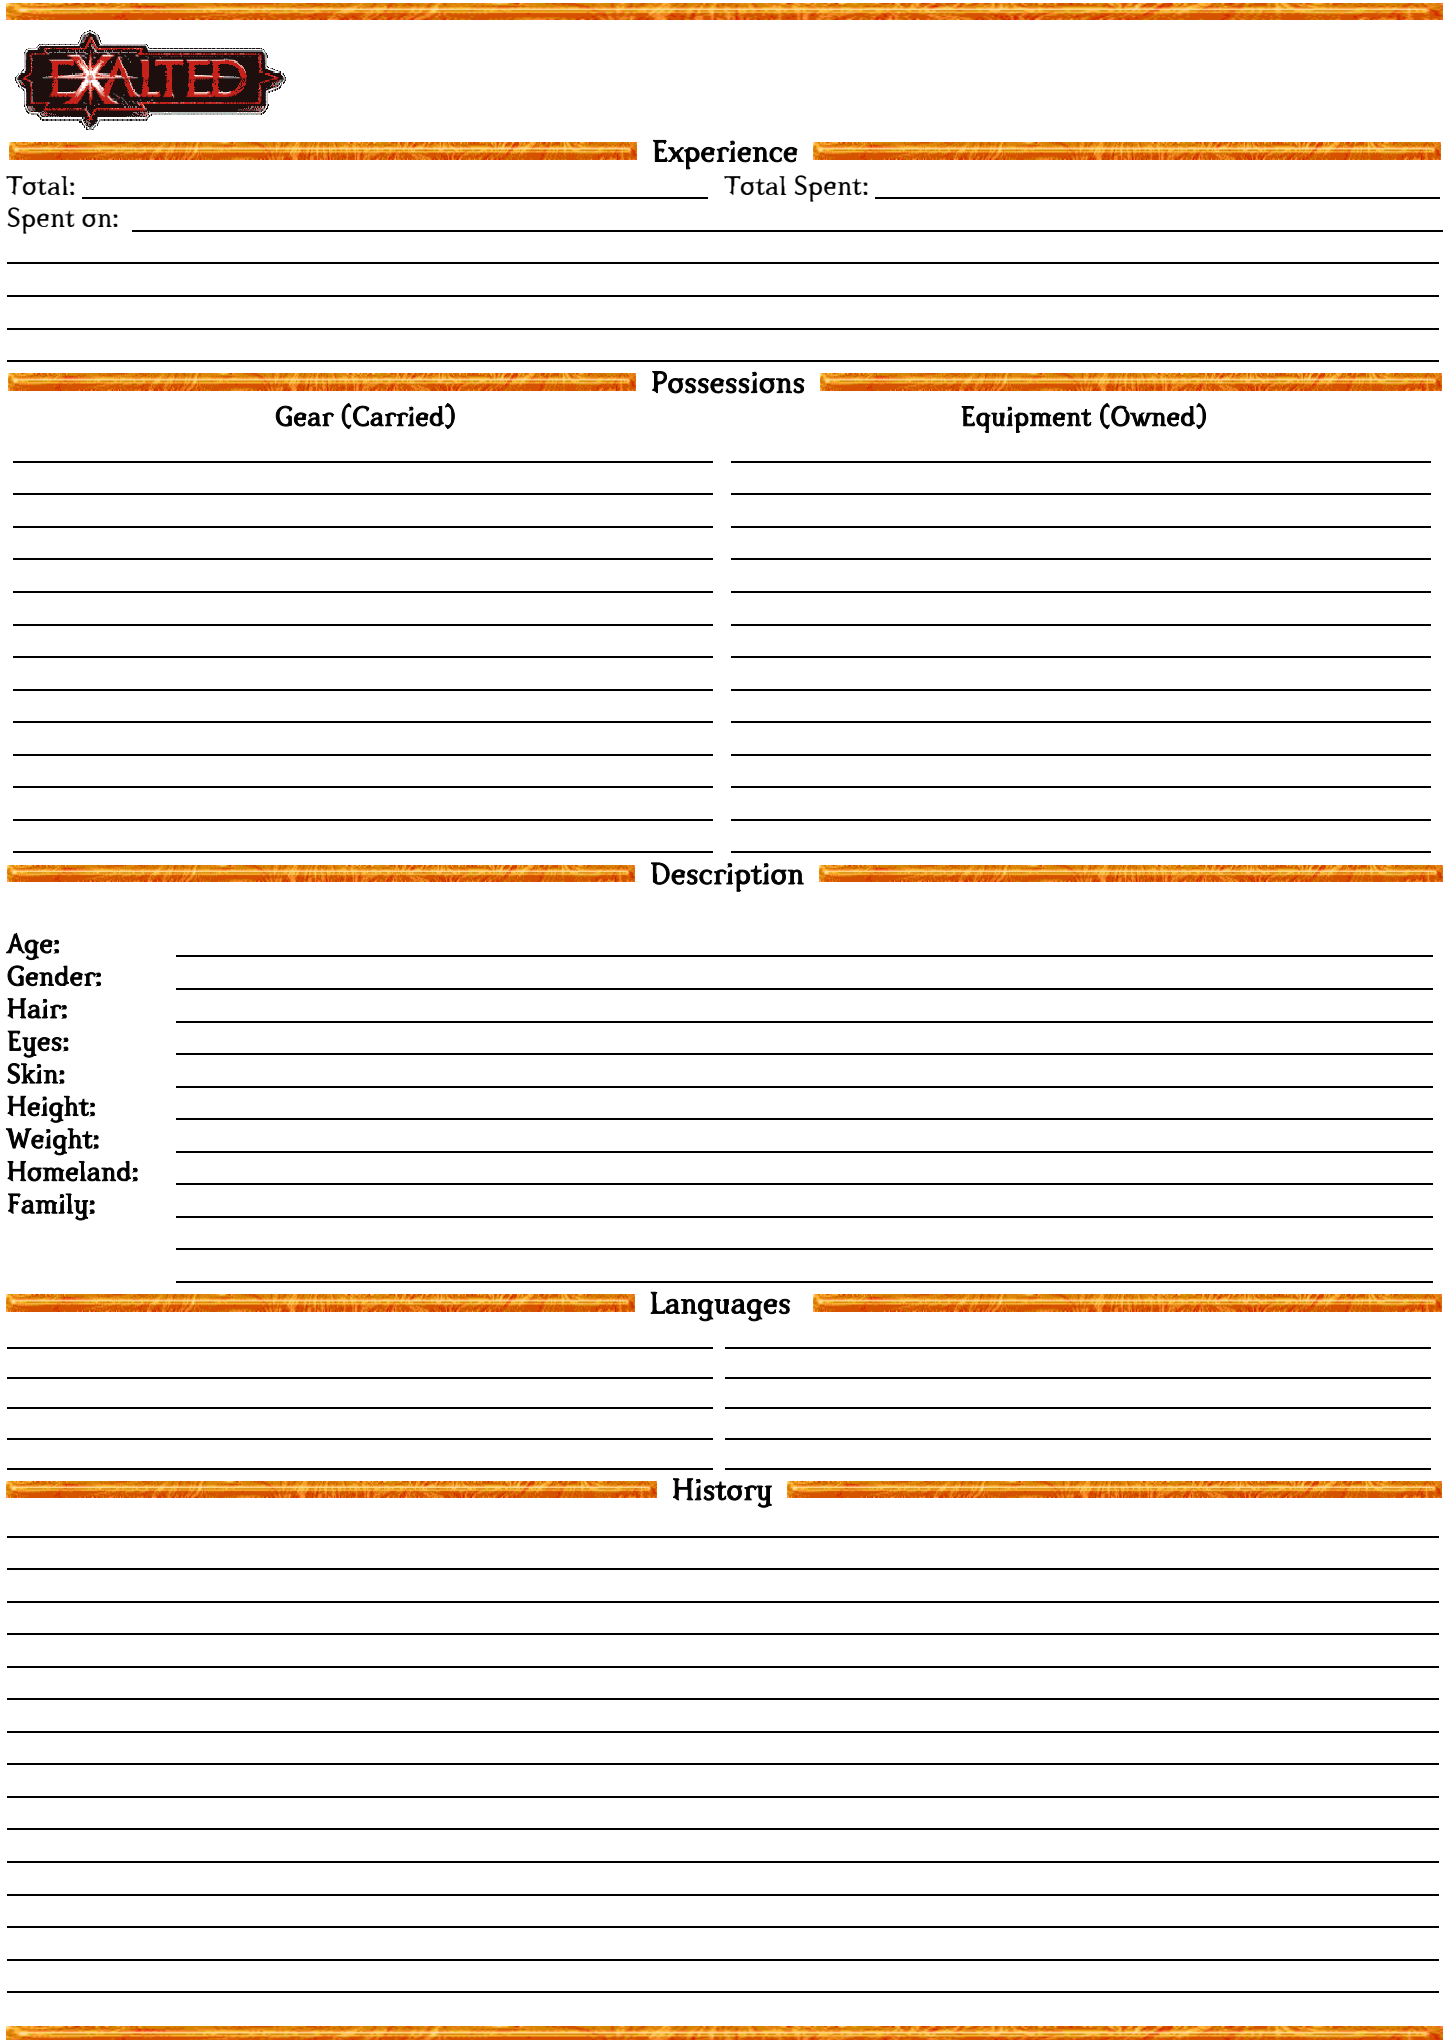 EXALTED
Experience
Total: Total Spent:
Spent on:
Possessions
Gear (Carried) Equipment (Owned)
Description
Age:
Gender:
Hair:
Eyes:
Skin:
Height:
Weight:
Homeland:
Family:
Languages
History